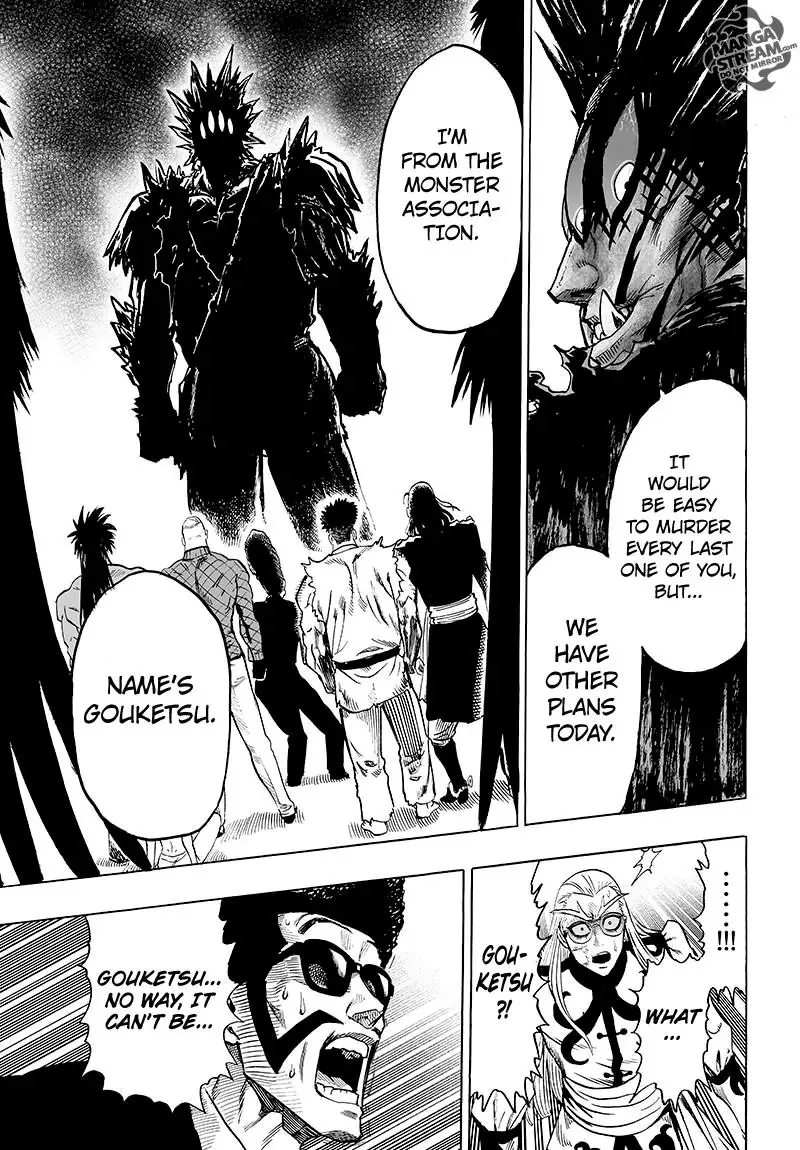 MANGA
STREAM.com
DO NOT MIRROR
IT
WOULD
BE EASY
TO MURDER
EVERY LAST
ONE OF YOU,
BUT...
WE
HAVE
OTHER
PLANS
TODAY.
I'M
FROM THE
MONSTER
ASSOCIA-
TION.
NAME'S
GOUKETSU.
......!!!
GOU-
KETSU
?!
WHAT
...
GOUKETSU...
NO WAY, IT
CAN'T BE...